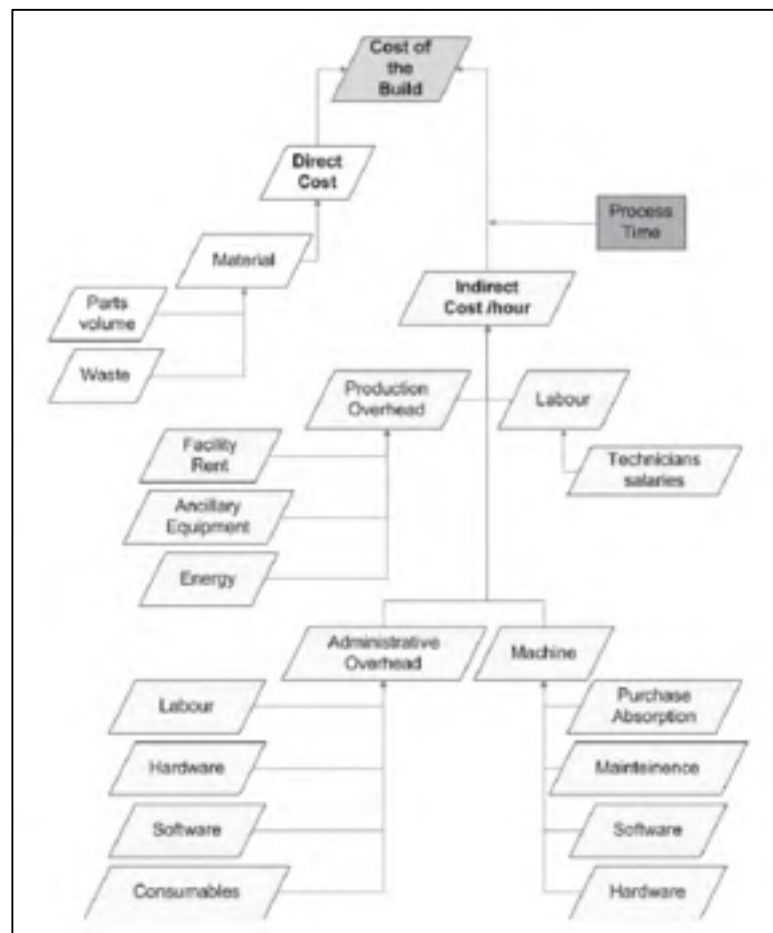 Cost of
the
Build
Direct
Cost
Process
Time
Material
Indirect
Cost /hour
Parts
volume
Waste
Production
Overhead
Labour
Facility
Rent
Technicians
salaries
Ancillary
Equipment
Energy
Administrative
Overhead
Machine
Labour
Purchase
Absorption
Hardware
Mainteinence
Software
Software
Consumables
Hardware